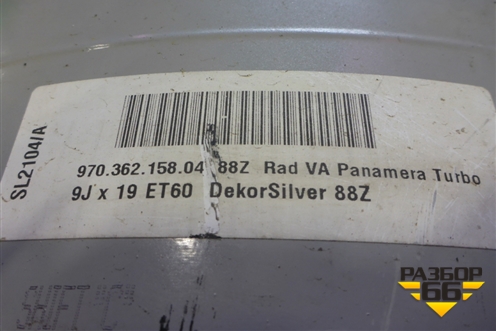 SL2104/A
970.362.158.04 88Z Rad VA Panamera Turbo
9J x 19 ET60 DekorSilver 88Z
РАЗБОР
66